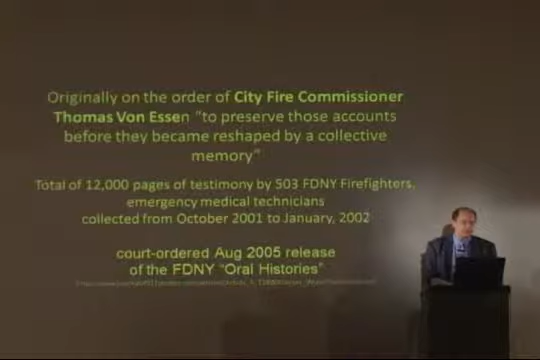 Originally on the order of City Fire Commissioner
Thomas Von Essen "to preserve those accounts
before they became reshaped by a collective
memory"
Total of 12,000 pages of testimony by 503 FDNY Firefighters,
emergency medical technicians
collected from October 2001 to January, 2002
court-ordered Aug 2005 release
of the FDNY "Oral Histories"